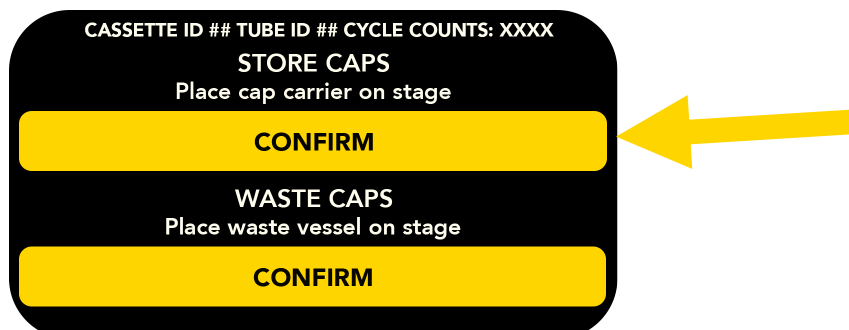 CASSETTE ID ## TUBE ID ## CYCLE COUNTS: XXXX
STORE CAPS
Place cap carrier on stage
CONFIRM
WASTE CAPS
Place waste vessel on stage
CONFIRM